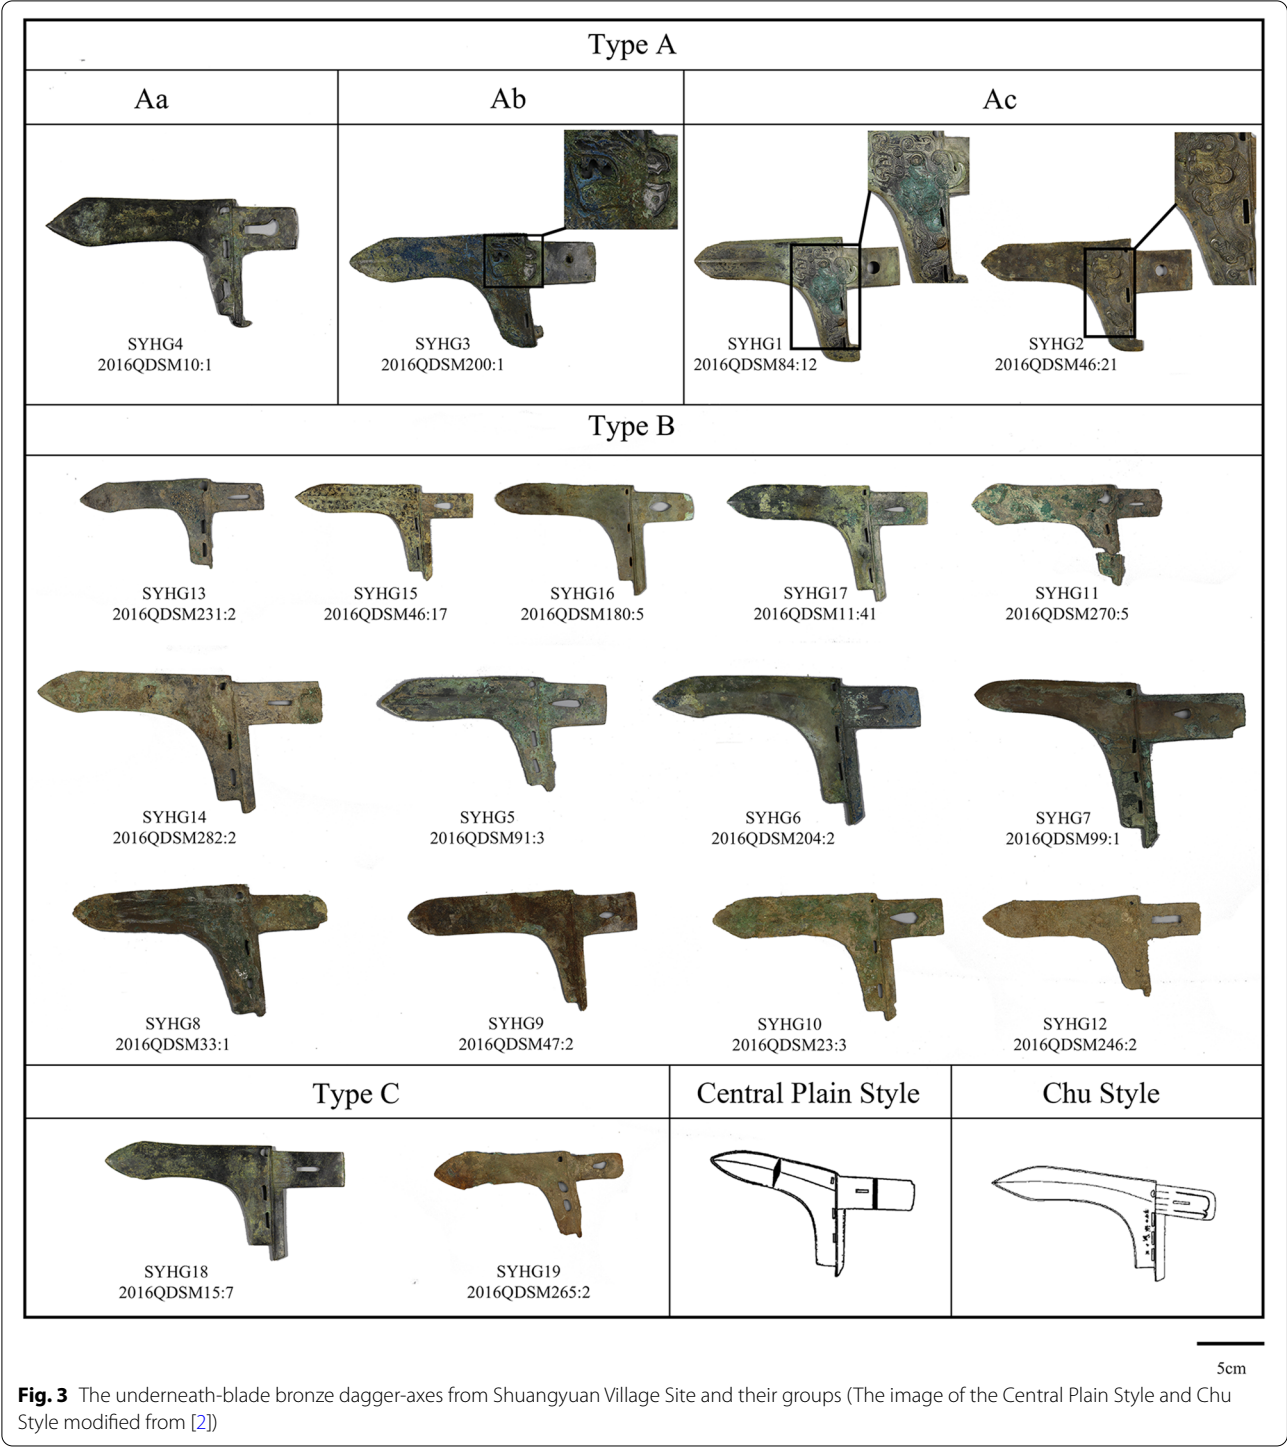 Type A
Aa
Ab
Ac
SYHG4
2016QDSM10:1
SYHG3
2016QDSM200:1
SYHG1
2016QDSM84:12
SYHG2
2016QDSM46:21
Type B
SYHG13
2016QDSM231:2
SYHG15
2016QDSM46:17
SYHG16
2016QDSM180:5
SYHG17
2016QDSM11:41
SYHG11
2016QDSM270:5
SYHG14
2016QDSM282:2
SYHG5
2016QDSM91:3
SYHG6
2016QDSM204:2
SYHG7
2016QDSM99:1
SYHG8
2016QDSM33:1
SYHG9
2016QDSM47:2
SYHG10
2016QDSM23:3
SYHG12
2016QDSM246:2
Type C
Central Plain Style
Chu Style
SYHG18
2016QDSM15:7
SYHG19
2016QDSM265:2
5cm
Fig. 3 The underneath-blade bronze dagger-axes from Shuangyuan Village Site and their groups (The image of the Central Plain Style and Chu
Style modified from [2])